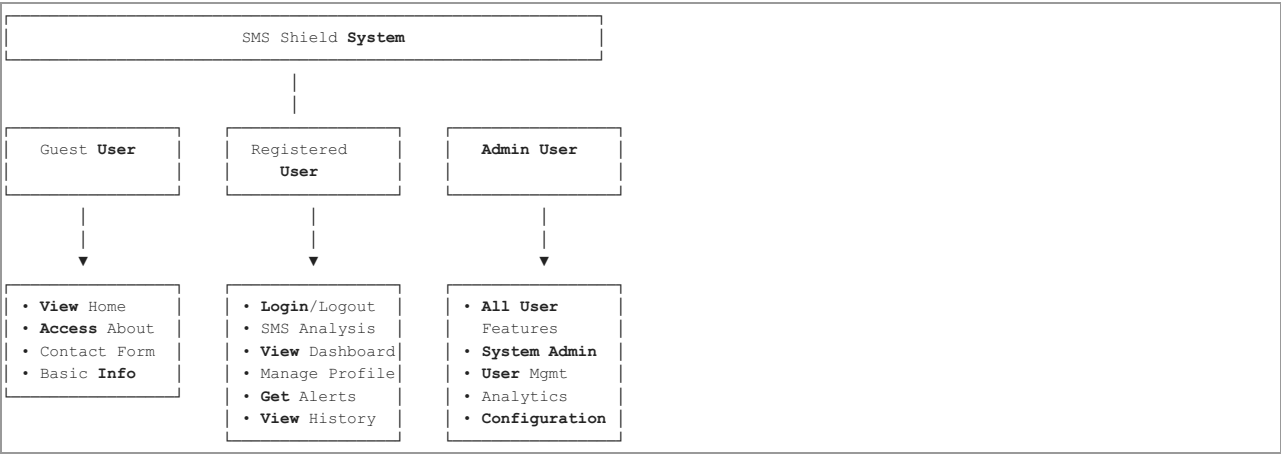 SMS Shield System
Guest User
Registered
User
Admin User
• View Home
• Access About
• Contact Form
• Basic Info
• Login/Logout
• SMS Analysis
• View Dashboard
• Manage Profile
• Get Alerts
• View History
• All User
Features
• System Admin
• User Mgmt
• Analytics
• Configuration